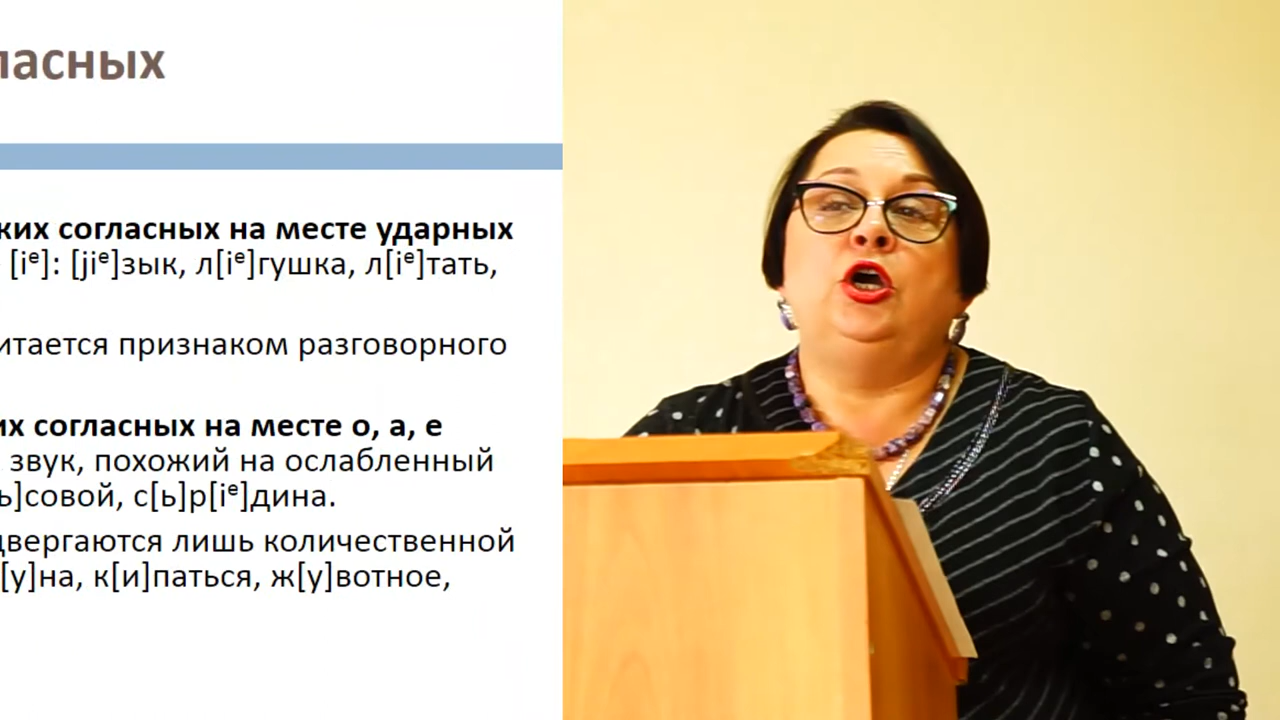 ласных
ких согласных на месте ударных
[iᵉ]: [jiᵉ]зык, л[iᵉ]гушка, л[iᵉ]тать,
итается признаком разговорного
их согласных на месте о, а, е
звук, похожий на ослабленный
ь]совой, с[ь]р[iᵉ]дина.
двергаются лишь количественной
[у]на, к[и]паться, ж[у]вотное,